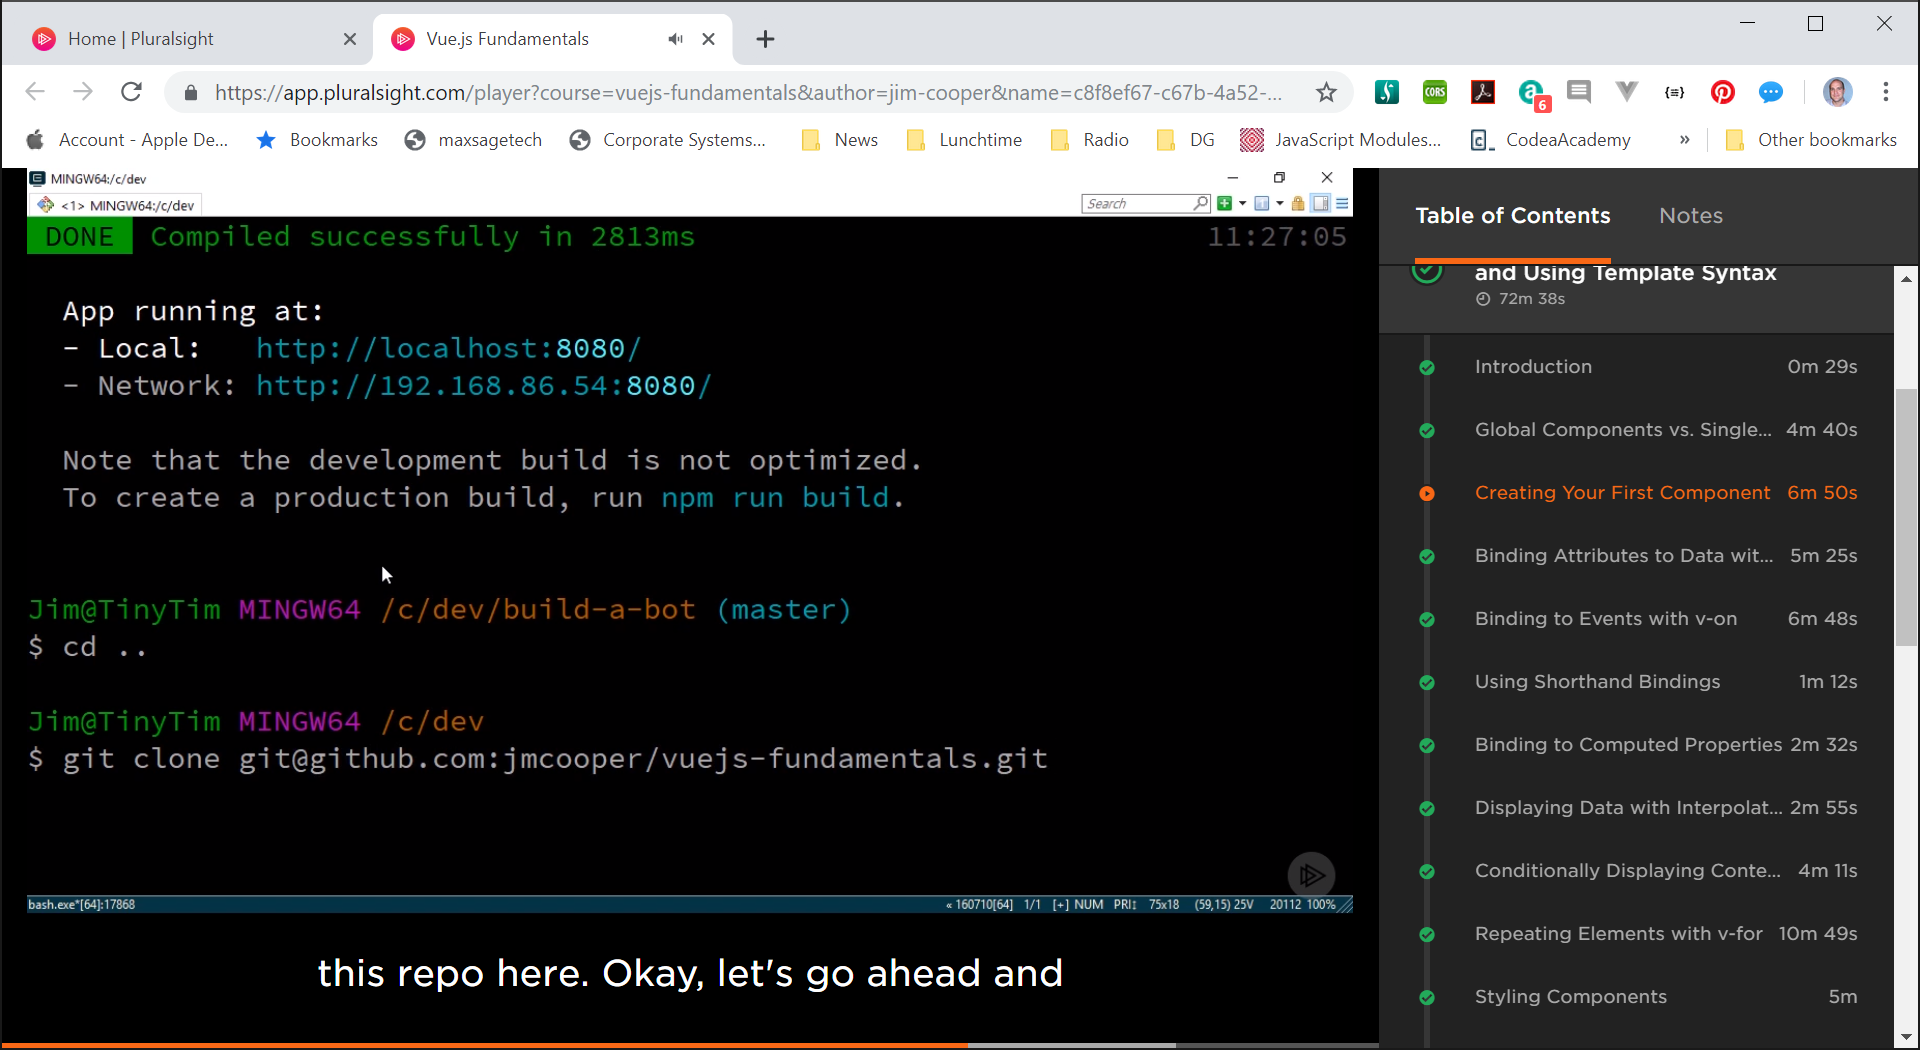 Home | Pluralsight
Vue.js Fundamentals
https://app.pluralsight.com/player?course=vuejs-fundamentals&author=jim-cooper&name=c8f8ef67-c67b-4a52-...
CORS
6
{≡}
Account - Apple De...
Bookmarks
maxsagetech
Corporate Systems...
News
Lunchtime
Radio
DG
JavaScript Modules...
CodeaAcademy
»
Other bookmarks
MINGW64:/c/dev
<1> MINGW64:/c/dev
Search
DONE Compiled successfully in 2813ms 11:27:05
App running at:
- Local: http://localhost:8080/
- Network: http://192.168.86.54:8080/
Note that the development build is not optimized.
To create a production build, run npm run build.
Jim@TinyTim MINGW64 /c/dev/build-a-bot (master)
$ cd ..
Jim@TinyTim MINGW64 /c/dev
$ git clone git@github.com:jmcooper/vuejs-fundamentals.git
bash.exe*[64]:17868 « 160710[64] 1/1 [+] NUM PRI↕ 75x18 (59,15) 25V 20112 100%
this repo here. Okay, let's go ahead and
Table of Contents
Notes
and Using Template Syntax
72m 38s
Introduction 0m 29s
Global Components vs. Single... 4m 40s
Creating Your First Component 6m 50s
Binding Attributes to Data wit... 5m 25s
Binding to Events with v-on 6m 48s
Using Shorthand Bindings 1m 12s
Binding to Computed Properties 2m 32s
Displaying Data with Interpolat... 2m 55s
Conditionally Displaying Conte... 4m 11s
Repeating Elements with v-for 10m 49s
Styling Components 5m